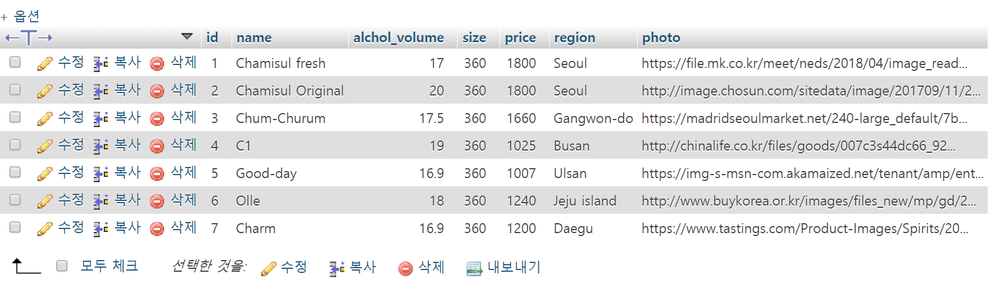 + 옵션
←T→ id name alchol_volume size price region photo
수정 복사 삭제 1 Chamisul fresh 17 360 1800 Seoul https://file.mk.co.kr/meet/neds/2018/04/image_read...
수정 복사 삭제 2 Chamisul Original 20 360 1800 Seoul http://image.chosun.com/sitedata/image/201709/11/2...
수정 복사 삭제 3 Chum-Churum 17.5 360 1660 Gangwon-do https://madridseoulmarket.net/240-large_default/7b...
수정 복사 삭제 4 C1 19 360 1025 Busan http://chinalife.co.kr/files/goods/007c3s44dc66_92...
수정 복사 삭제 5 Good-day 16.9 360 1007 Ulsan https://img-s-msn-com.akamaized.net/tenant/amp/ent...
수정 복사 삭제 6 Olle 18 360 1240 Jeju island http://www.buykorea.or.kr/images/files_new/mp/gd/2...
수정 복사 삭제 7 Charm 16.9 360 1200 Daegu https://www.tastings.com/Product-Images/Spirits/20...
모두 체크 선택한 것을: 수정 복사 삭제 내보내기